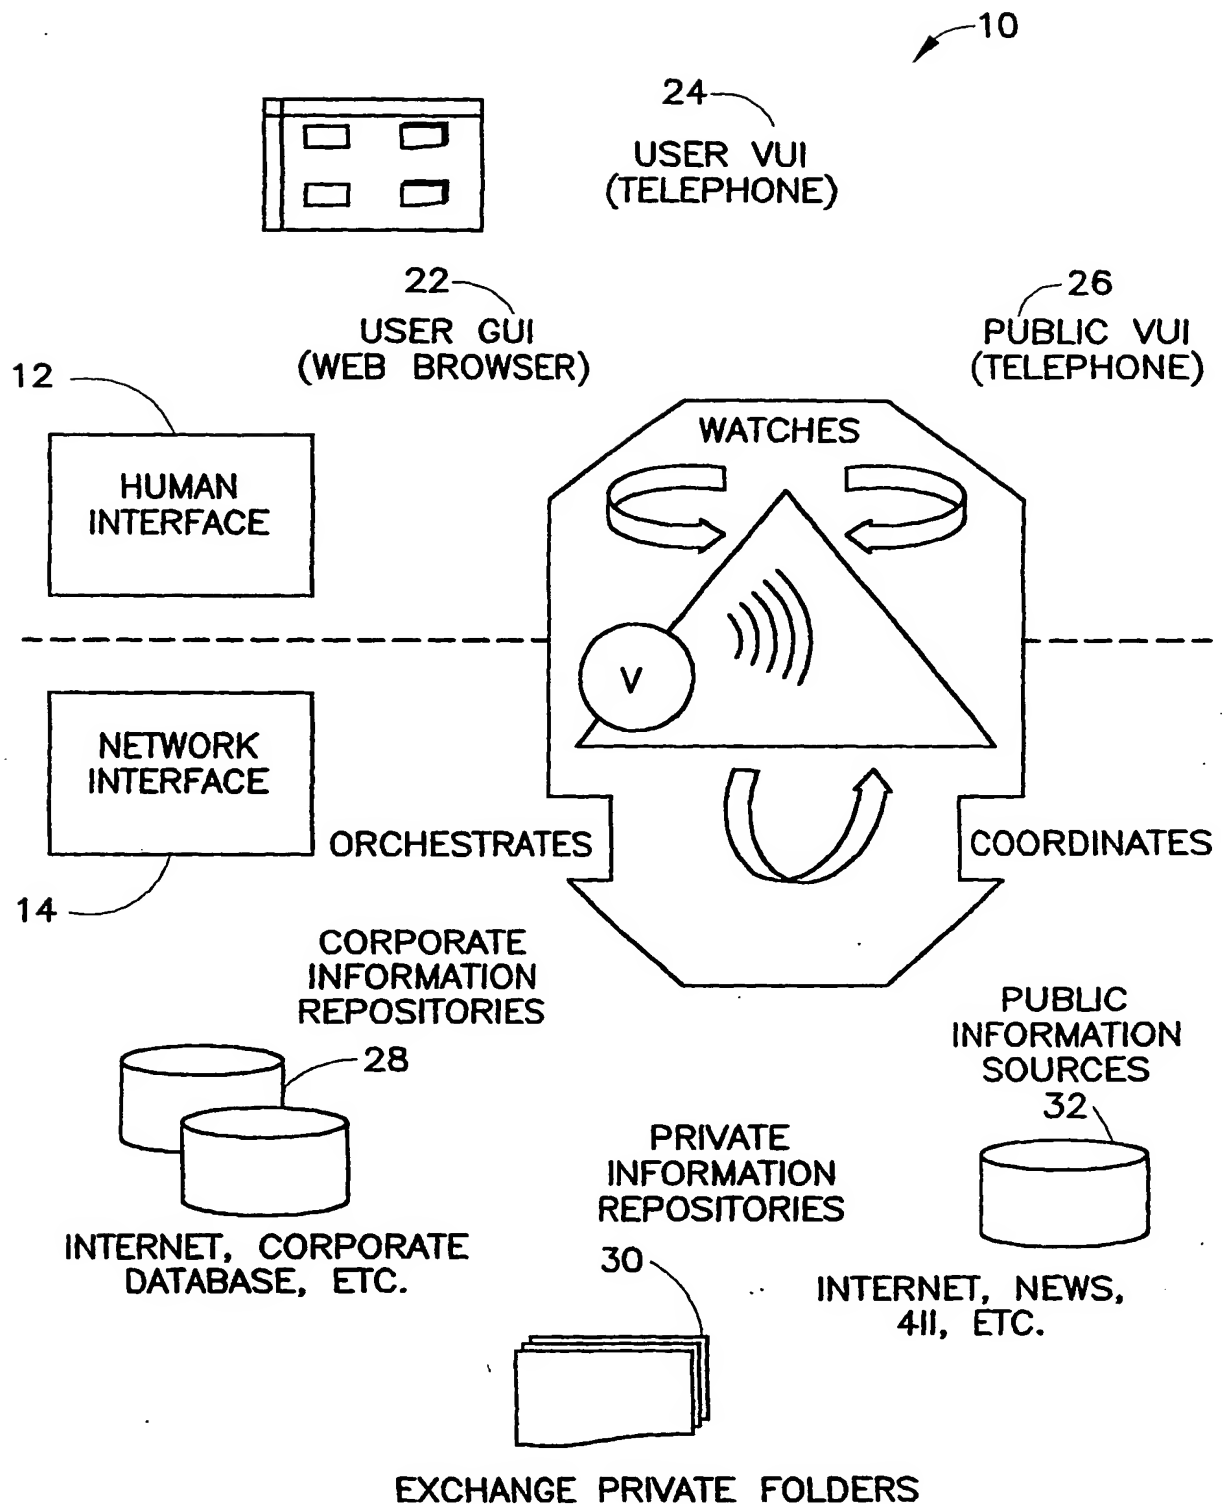 10
24
USER VUI
(TELEPHONE)
22
USER GUI
(WEB BROWSER)
26
PUBLIC VUI
(TELEPHONE)
12
HUMAN
INTERFACE
WATCHES
V
NETWORK
INTERFACE
14
ORCHESTRATES
COORDINATES
CORPORATE
INFORMATION
REPOSITORIES
28
INTERNET, CORPORATE
DATABASE, ETC.
PRIVATE
INFORMATION
REPOSITORIES
30
EXCHANGE PRIVATE FOLDERS
PUBLIC
INFORMATION
SOURCES
32
INTERNET, NEWS,
411, ETC.